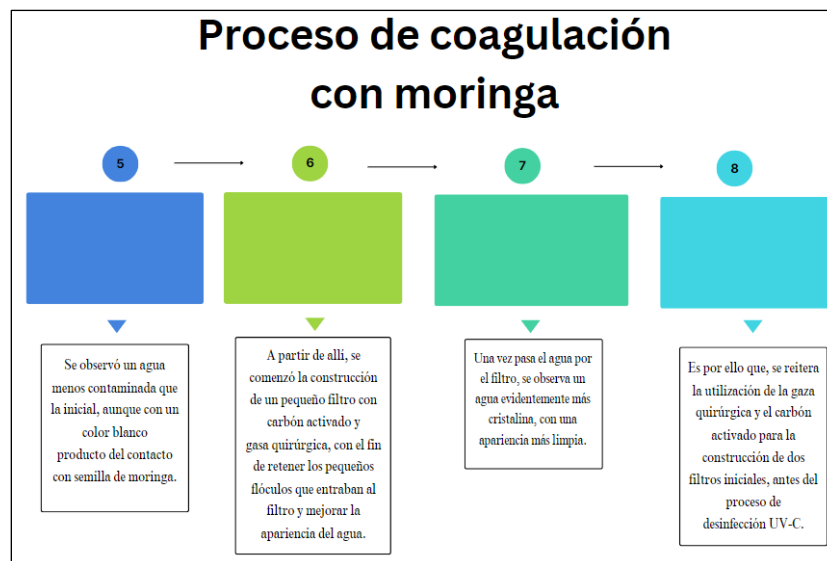 Proceso de coagulación
con moringa
5
6
7
8
Se observó un agua
menos contaminada que
la inicial, aunque con un
color blanco
producto del contacto
con semilla de moringa.
A partir de allí, se
comenzó la construcción
de un pequeño filtro con
carbón activado y
gasa quirúrgica, con el fin
de retener los pequeños
flóculos que entraban al
filtro y mejorar la
apariencia del agua.
Una vez pasa el agua por
el filtro, se observa un
agua evidentemente más
cristalina, con una
apariencia más limpia.
Es por ello que, se reitera
la utilización de la gaza
quirúrgica y el carbón
activado para la
construcción de dos
filtros iniciales, antes del
proceso de
desinfección UV-C.